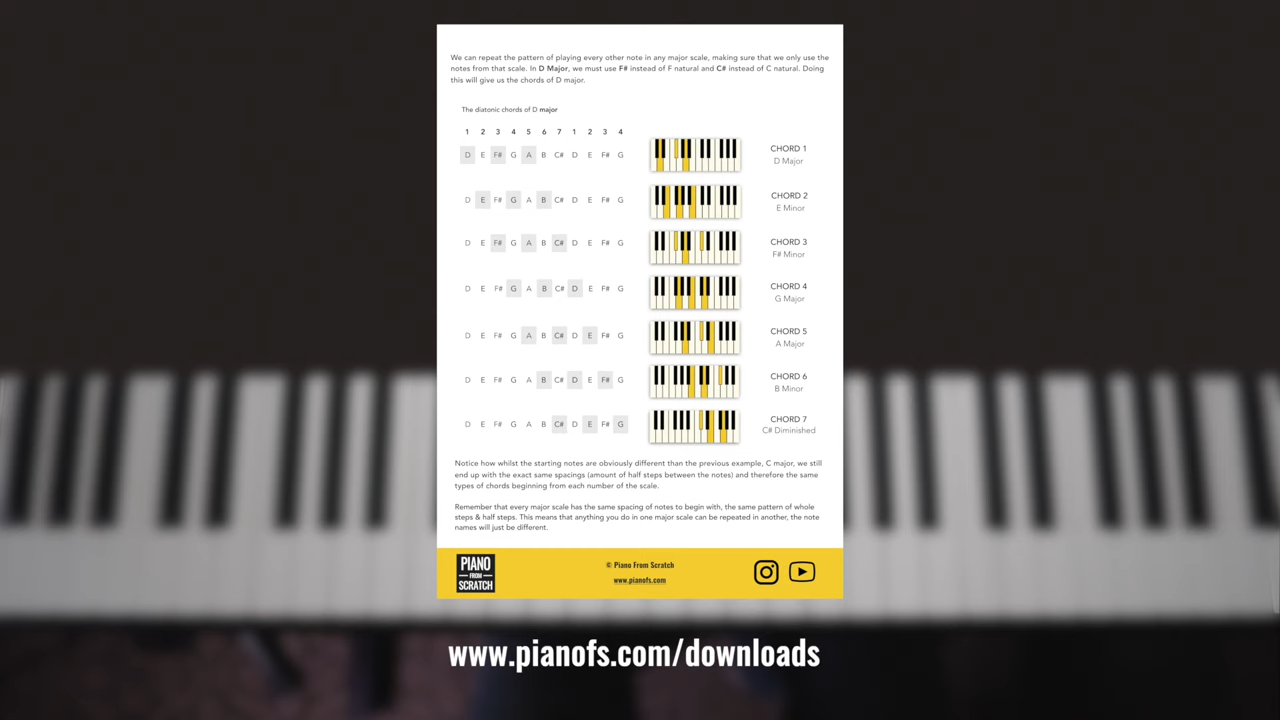 We can repeat the pattern of playing every other note in any major scale, making sure that we only use the
notes from that scale. In D Major, we must use F# instead of F natural and C# instead of C natural. Doing
this will give us the chords of D major.
The diatonic chords of D major
1 2 3 4 5 6 7 1 2 3 4
D E F# G A B C# D E F# G
CHORD 1
D Major
D E F# G A B C# D E F# G
CHORD 2
E Minor
D E F# G A B C# D E F# G
CHORD 3
F# Minor
D E F# G A B C# D E F# G
CHORD 4
G Major
D E F# G A B C# D E F# G
CHORD 5
A Major
D E F# G A B C# D E F# G
CHORD 6
B Minor
D E F# G A B C# D E F# G
CHORD 7
C# Diminished
Notice how whilst the starting notes are obviously different than the previous example, C major, we still
end up with the exact same spacings (amount of half steps between the notes) and therefore the same
types of chords beginning from each number of the scale.
Remember that every major scale has the same spacing of notes to begin with, the same pattern of whole
steps & half steps. This means that anything you do in one major scale can be repeated in another, the note
names will just be different.
PIANO
FROM
SCRATCH
© Piano From Scratch
www.pianofs.com
www.pianofs.com/downloads